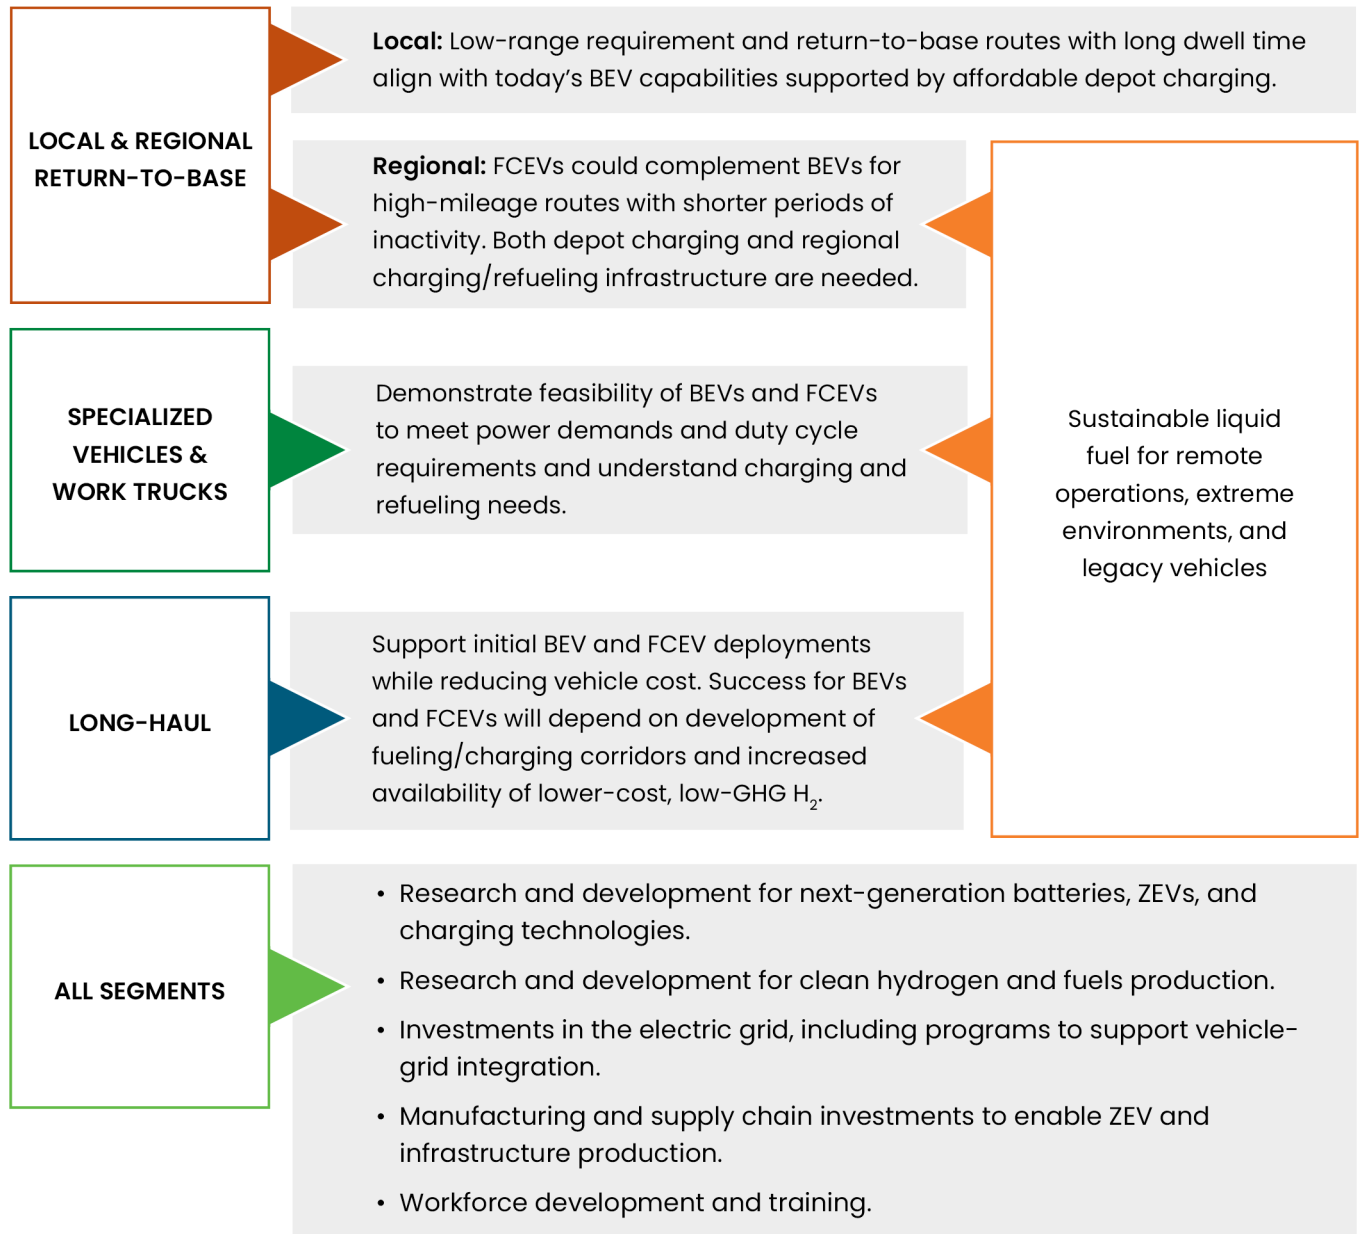 LOCAL & REGIONAL
RETURN-TO-BASE
Local: Low-range requirement and return-to-base routes with long dwell time
align with today’s BEV capabilities supported by affordable depot charging.
Regional: FCEVs could complement BEVs for
high-mileage routes with shorter periods of
inactivity. Both depot charging and regional
charging/refueling infrastructure are needed.
SPECIALIZED
VEHICLES &
WORK TRUCKS
Demonstrate feasibility of BEVs and FCEVs
to meet power demands and duty cycle
requirements and understand charging and
refueling needs.
LONG-HAUL
Support initial BEV and FCEV deployments
while reducing vehicle cost. Success for BEVs
and FCEVs will depend on development of
fueling/charging corridors and increased
availability of lower-cost, low-GHG H₂.
Sustainable liquid
fuel for remote
operations, extreme
environments, and
legacy vehicles
ALL SEGMENTS
• Research and development for next-generation batteries, ZEVs, and
charging technologies.
• Research and development for clean hydrogen and fuels production.
• Investments in the electric grid, including programs to support vehicle-
grid integration.
• Manufacturing and supply chain investments to enable ZEV and
infrastructure production.
• Workforce development and training.